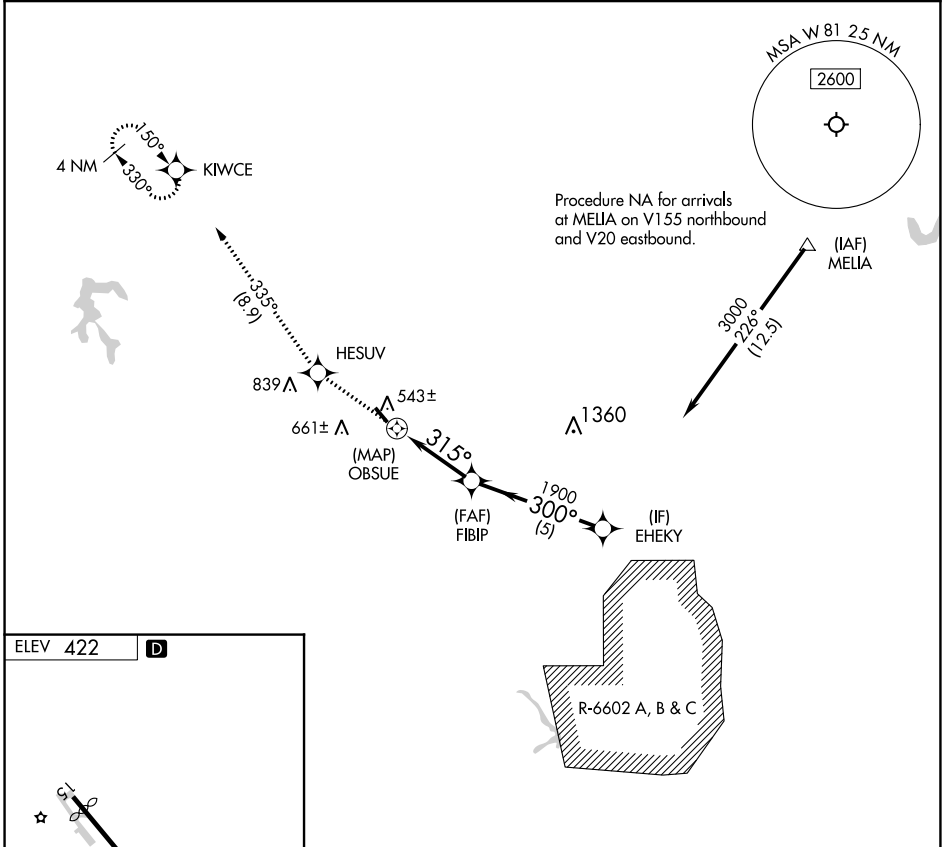 MSA W81 25 NM
2600
150°
4 NM
330°
KIWCE
Procedure NA for arrivals
at MELIA on V155 northbound
and V20 eastbound.
(IAF)
MELIA
3000
226°
(12.5)
335°
(8.9)
HESUV
839
543±
661±
1360
315°
(MAP)
OBSUE
1900
300°
(5)
(FAF)
FIBIP
(IF)
EHEKY
R-6602 A, B & C
ELEV 422
D
15